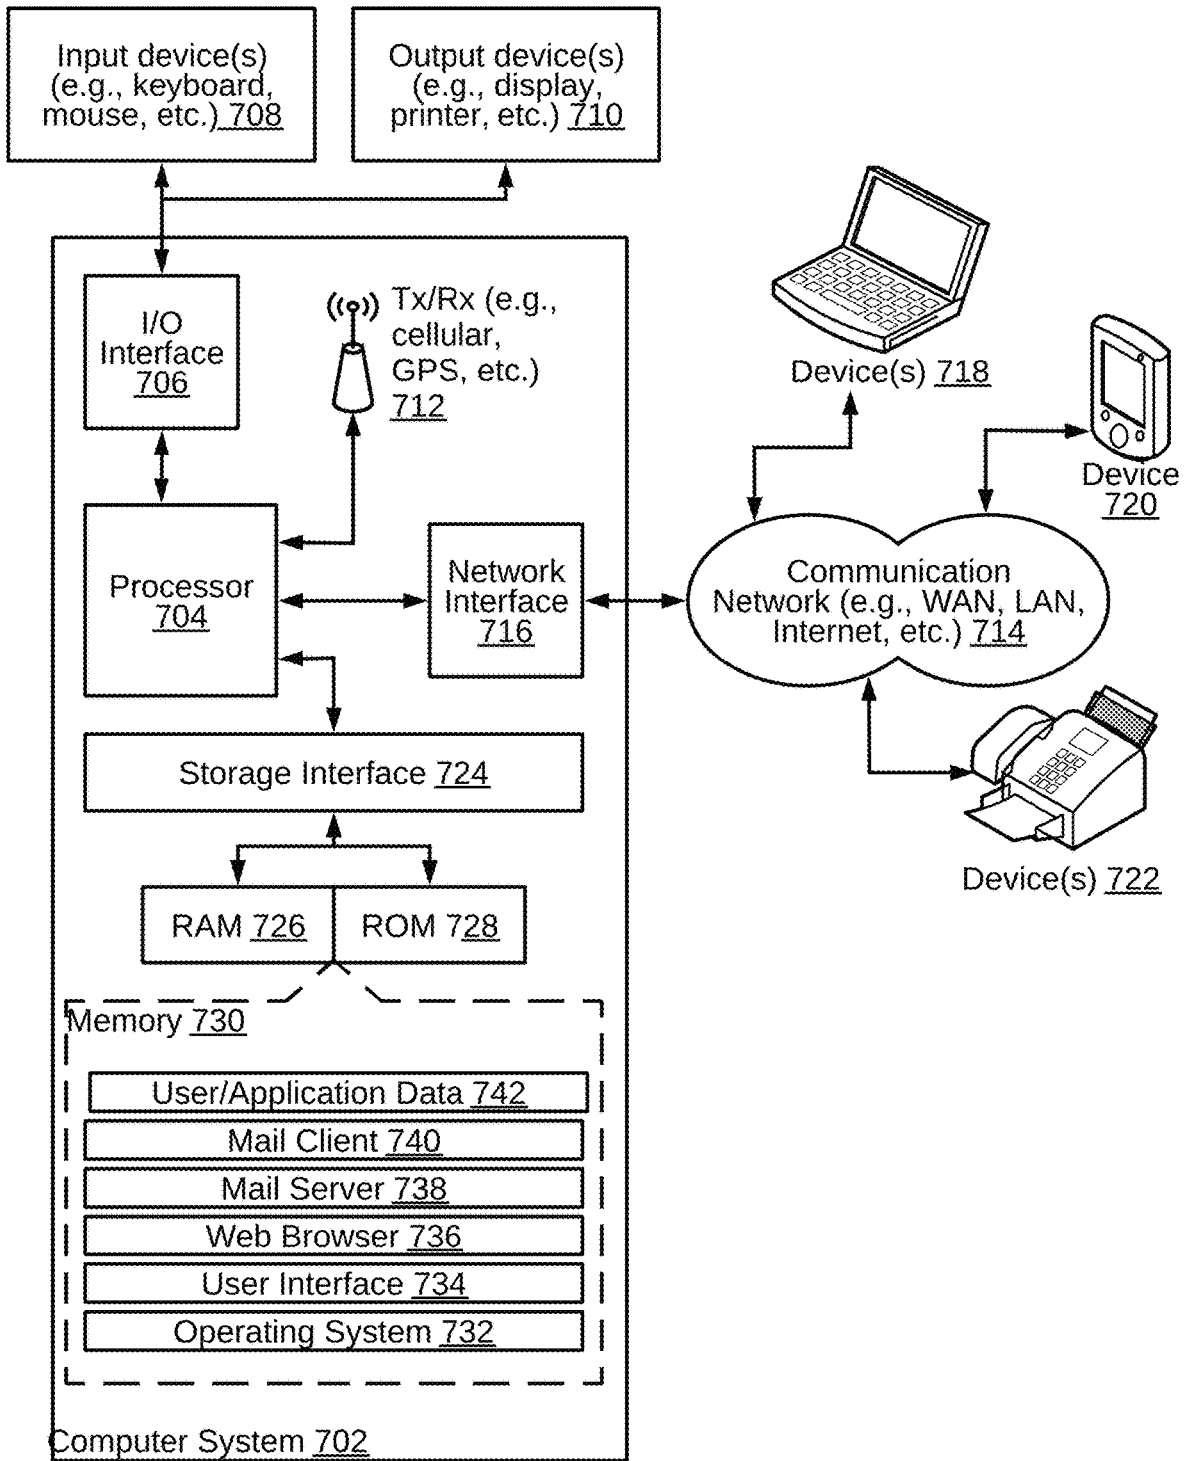 Input device(s)
(e.g., keyboard,
mouse, etc.) 708
Output device(s)
(e.g., display,
printer, etc.) 710
I/O
Interface
706
Tx/Rx (e.g.,
cellular,
GPS, etc.)
712
Device(s) 718
Device
720
Processor
704
Network
Interface
716
Communication
Network (e.g., WAN, LAN,
Internet, etc.) 714
Storage Interface 724
Device(s) 722
RAM 726
ROM 728
Memory 730
User/Application Data 742
Mail Client 740
Mail Server 738
Web Browser 736
User Interface 734
Operating System 732
Computer System 702